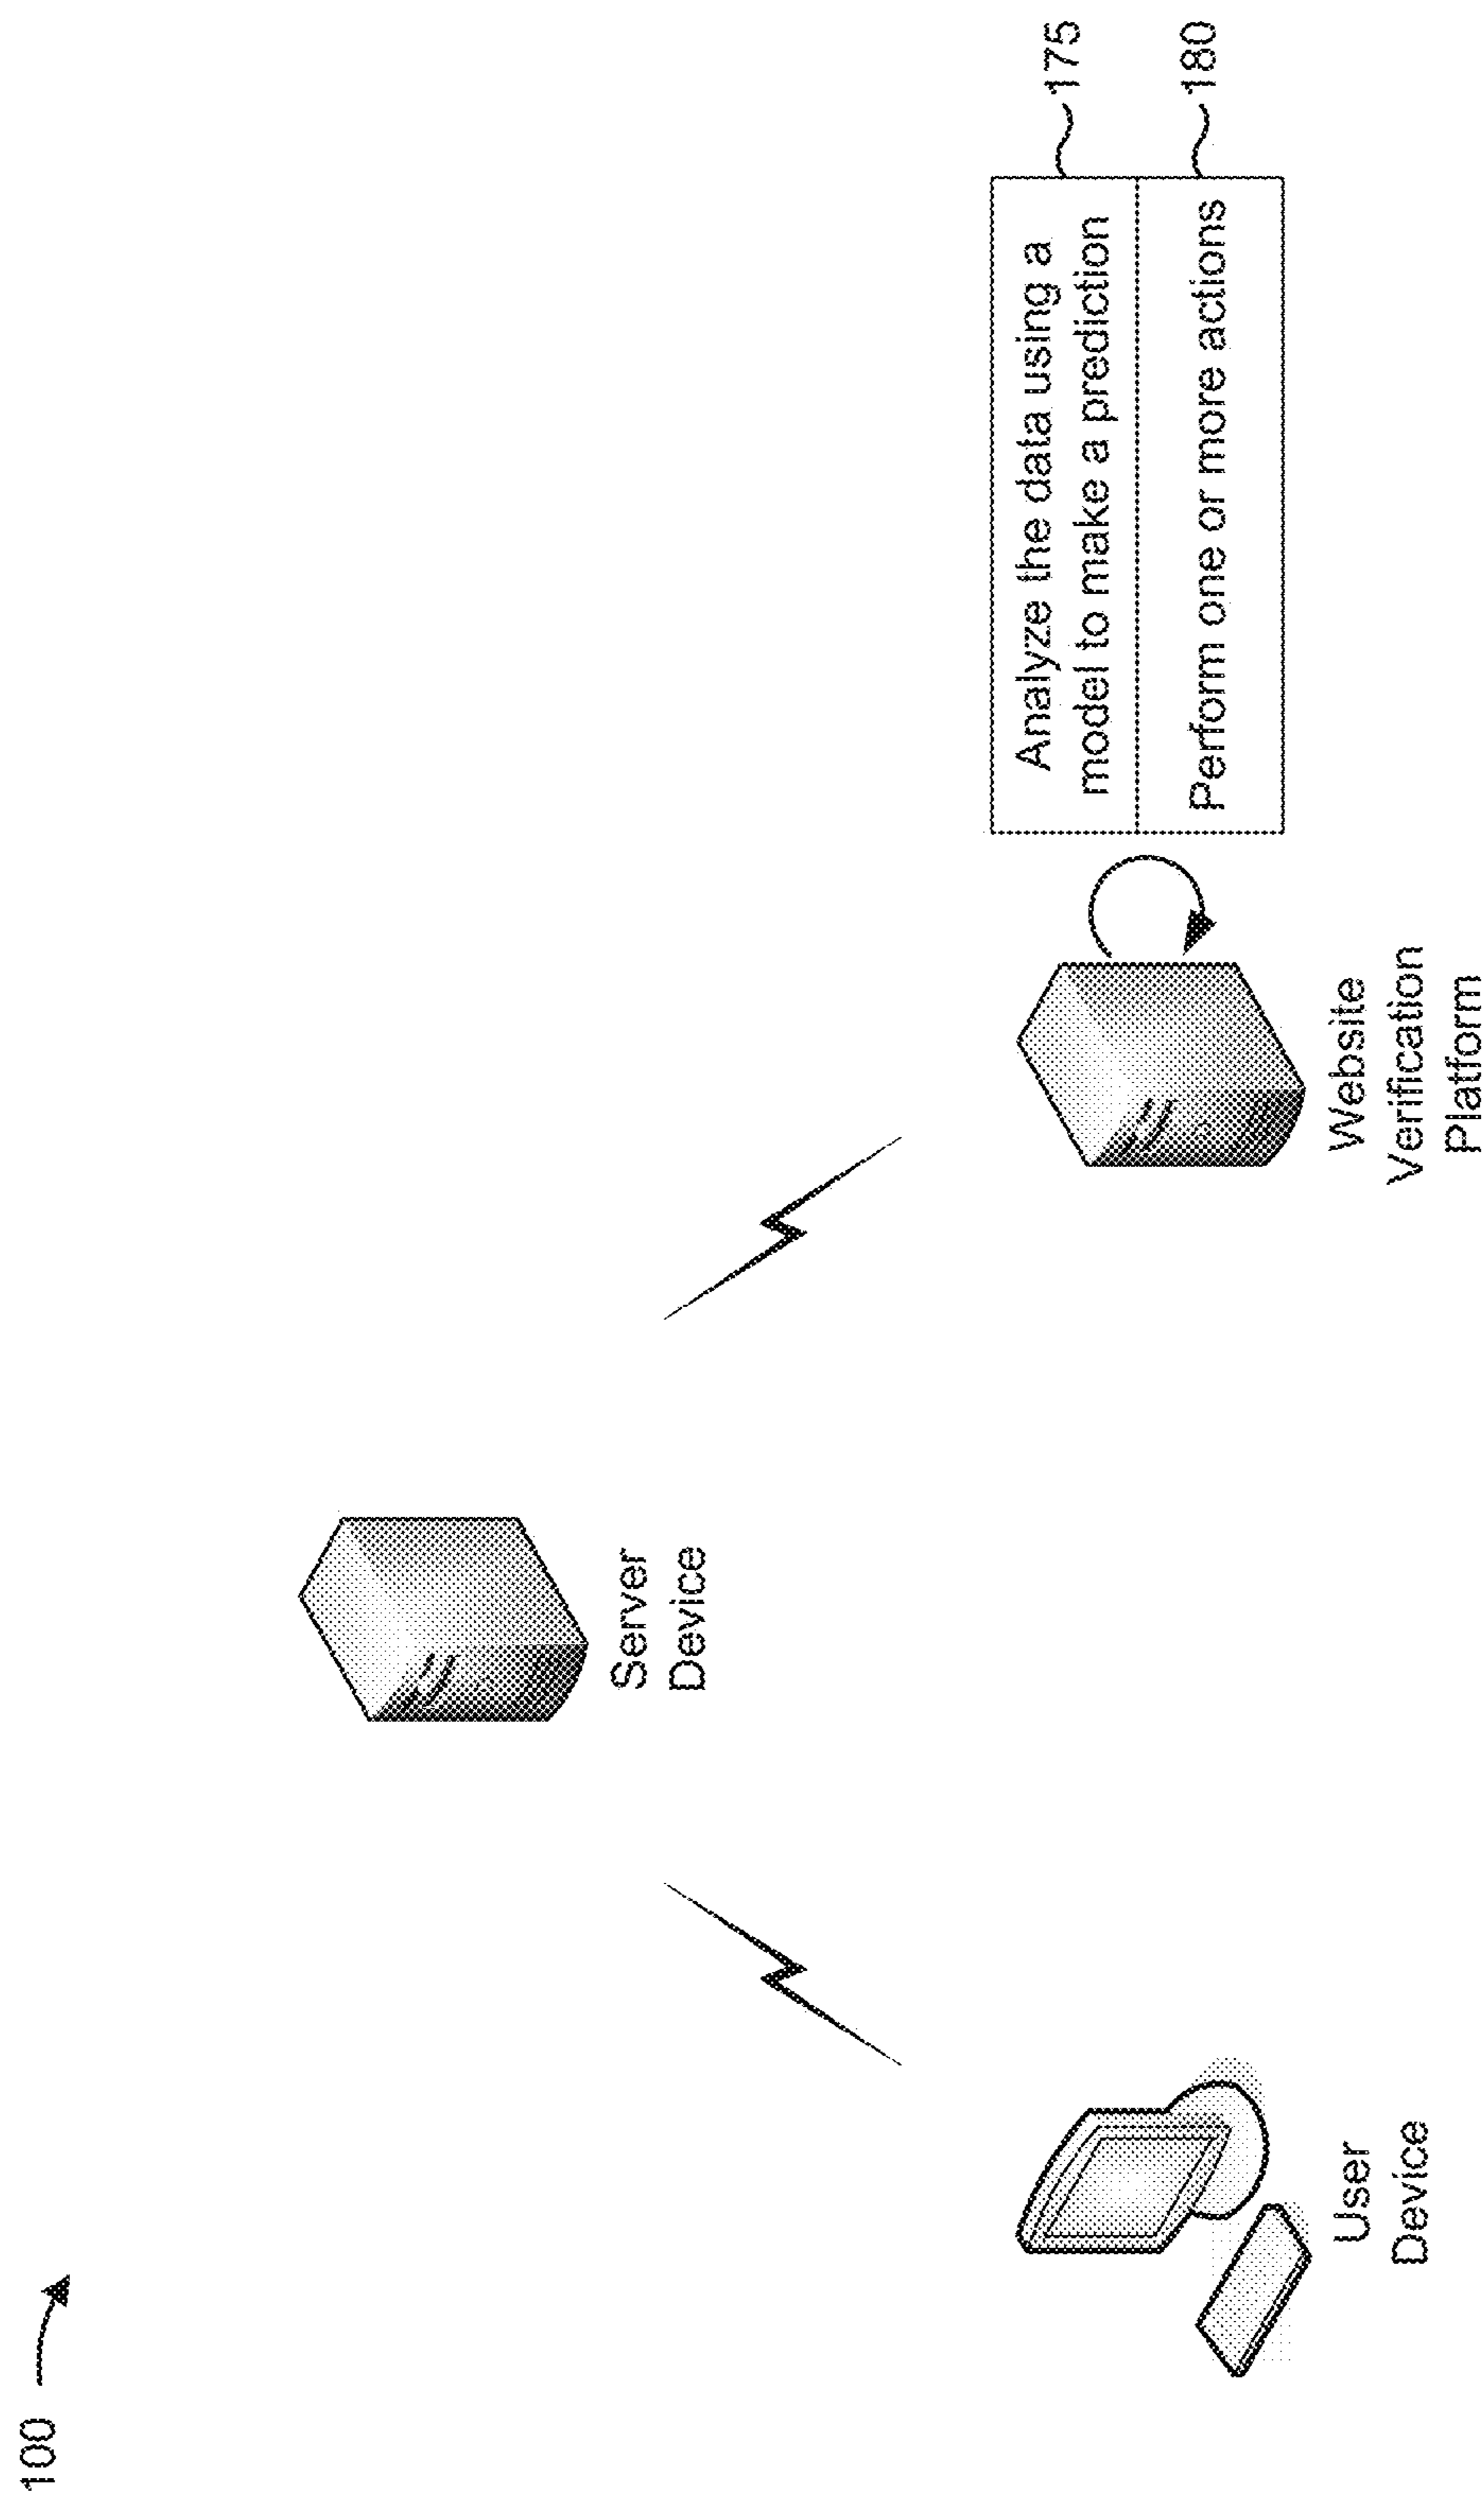 100
Server
Device
User
Device
Website
Verification
Platform
Analyze the data using a
model to make a prediction
175
Perform one or more actions
180